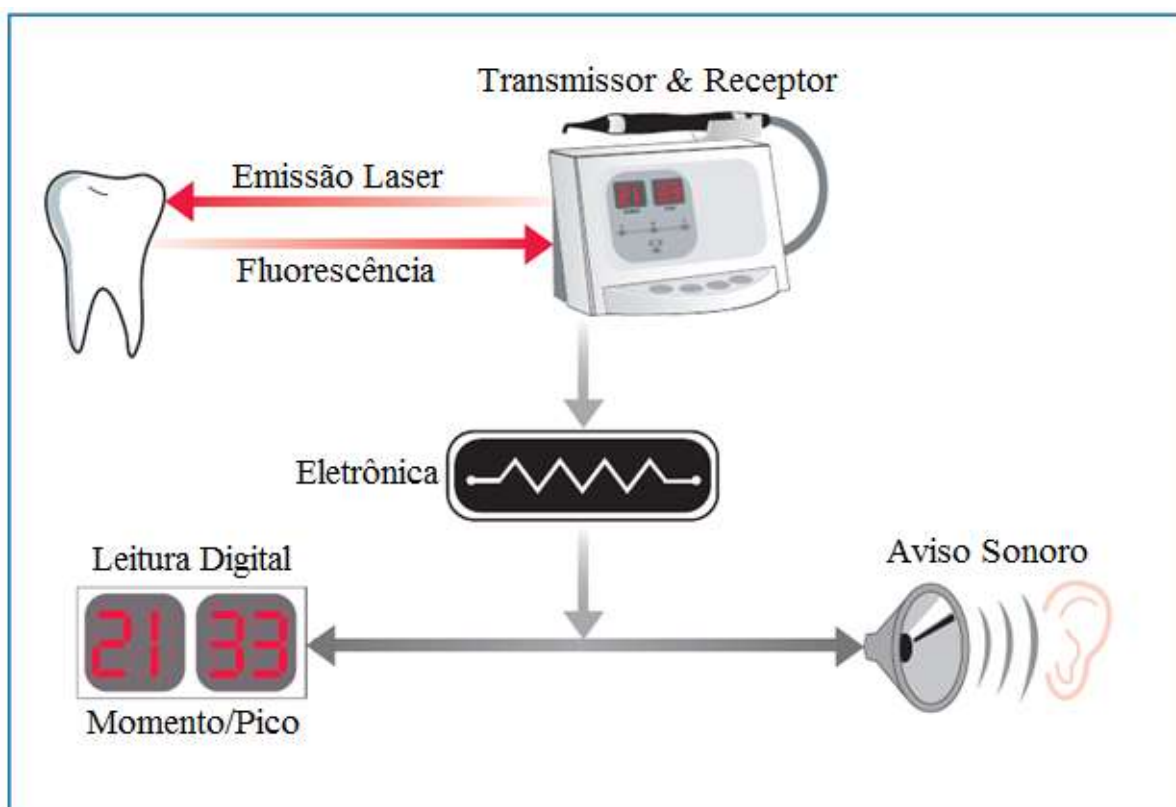 Transmissor & Receptor
Emissão Laser
Fluorescência
Eletrônica
Leitura Digital
Aviso Sonoro
21 33
Momento/Pico